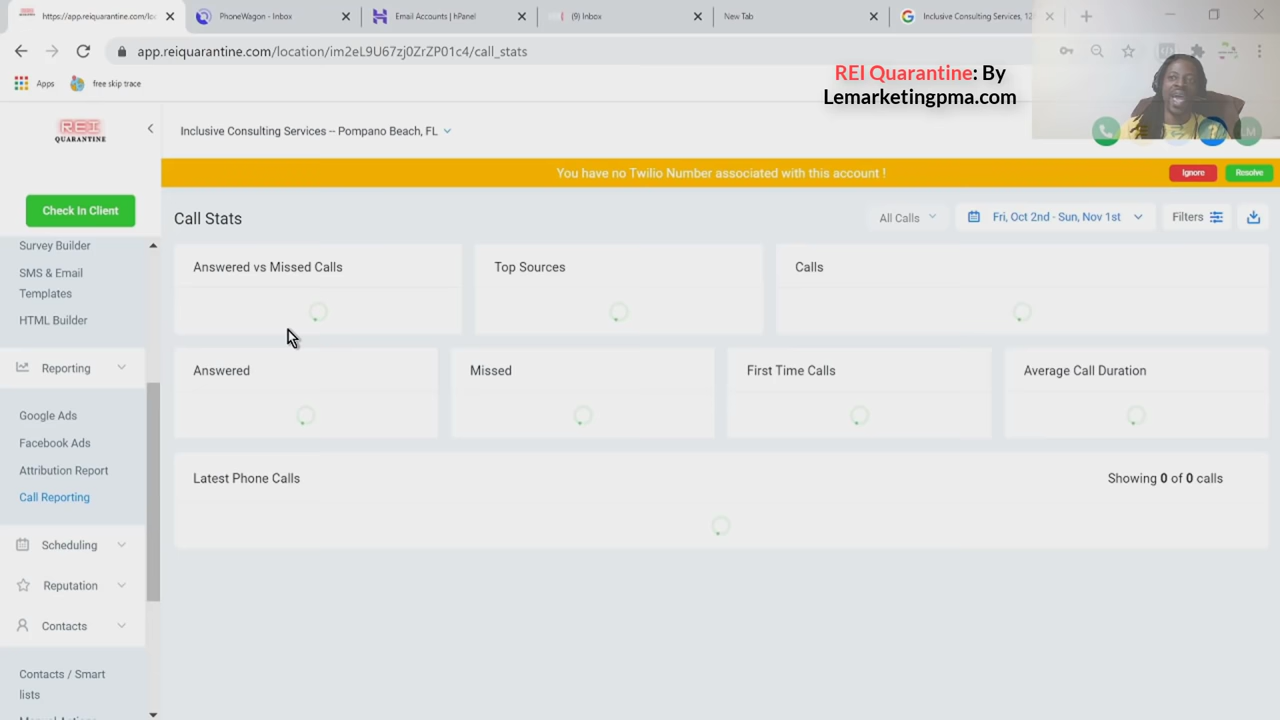 https://app.reiquarantine.com/loc
PhoneWagon - Inbox
Email Accounts | hPanel
(9) Inbox
New Tab
Inclusive Consulting Services, 12
app.reiquarantine.com/location/im2eL9U67zj0ZrZP01c4/call_stats
Apps
free skip trace
REI Quarantine: By
Lemarketingpma.com
REI
QUARANTINE
Inclusive Consulting Services -- Pompano Beach, FL
LM
You have no Twilio Number associated with this account !
Ignore
Resolve
Check In Client
Call Stats
All Calls
Fri, Oct 2nd - Sun, Nov 1st
Filters
Survey Builder
SMS & Email
Templates
HTML Builder
Reporting
Google Ads
Facebook Ads
Attribution Report
Call Reporting
Scheduling
Reputation
Contacts
Contacts / Smart
lists
Manual Actions
Answered vs Missed Calls
Top Sources
Calls
Answered
Missed
First Time Calls
Average Call Duration
Latest Phone Calls
Showing 0 of 0 calls